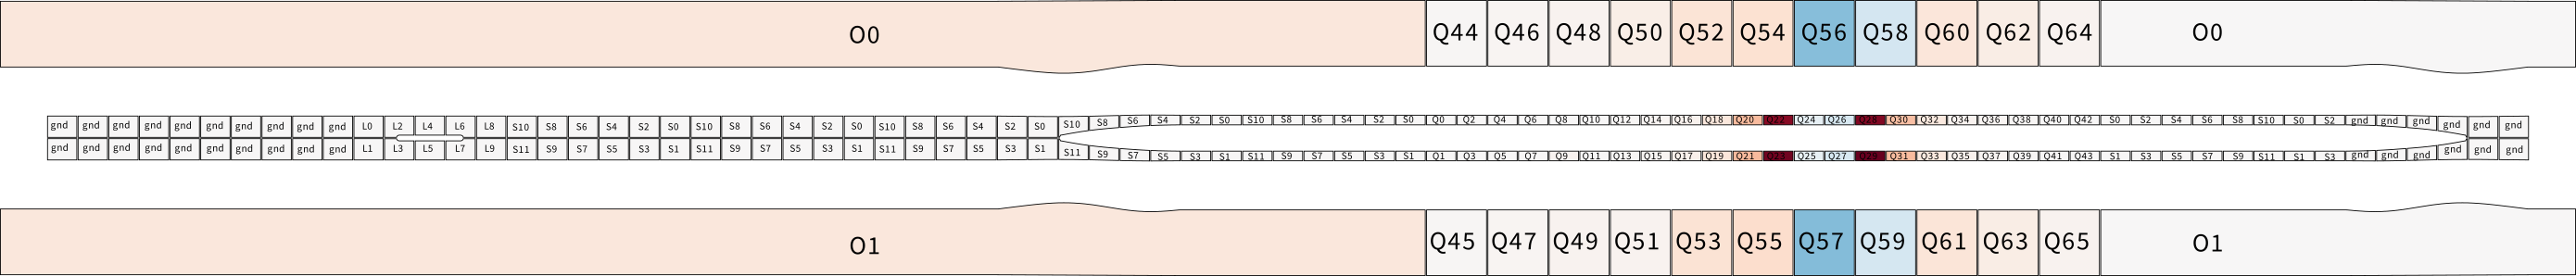 O0 Q44 Q46 Q48 Q50 Q52 Q54 Q56 Q58 Q60 Q62 Q64 O0
gnd gnd gnd gnd gnd gnd gnd gnd gnd gnd L0 L2 L4 L6 L8 S10 S8 S6 S4 S2 S0 S10 S8 S6 S4 S2 S0 S10 S8 S6 S4 S2 S0 S10 S8 S6 S4 S2 S0 S10 S8 S6 S4 S2 S0 Q0 Q2 Q4 Q6 Q8 Q10 Q12 Q14 Q16 Q18 Q20 Q22 Q24 Q26 Q28 Q30 Q32 Q34 Q36 Q38 Q40 Q42 S0 S2 S4 S6 S8 S10 S0 S2 gnd gnd gnd gnd gnd gnd
gnd gnd gnd gnd gnd gnd gnd gnd gnd gnd L1 L3 L5 L7 L9 S11 S9 S7 S5 S3 S1 S11 S9 S7 S5 S3 S1 S11 S9 S7 S5 S3 S1 S11 S9 S7 S5 S3 S1 S11 S9 S7 S5 S3 S1 Q1 Q3 Q5 Q7 Q9 Q11 Q13 Q15 Q17 Q19 Q21 Q23 Q25 Q27 Q29 Q31 Q33 Q35 Q37 Q39 Q41 Q43 S1 S3 S5 S7 S9 S11 S1 S3 gnd gnd gnd gnd gnd gnd
O1 Q45 Q47 Q49 Q51 Q53 Q55 Q57 Q59 Q61 Q63 Q65 O1